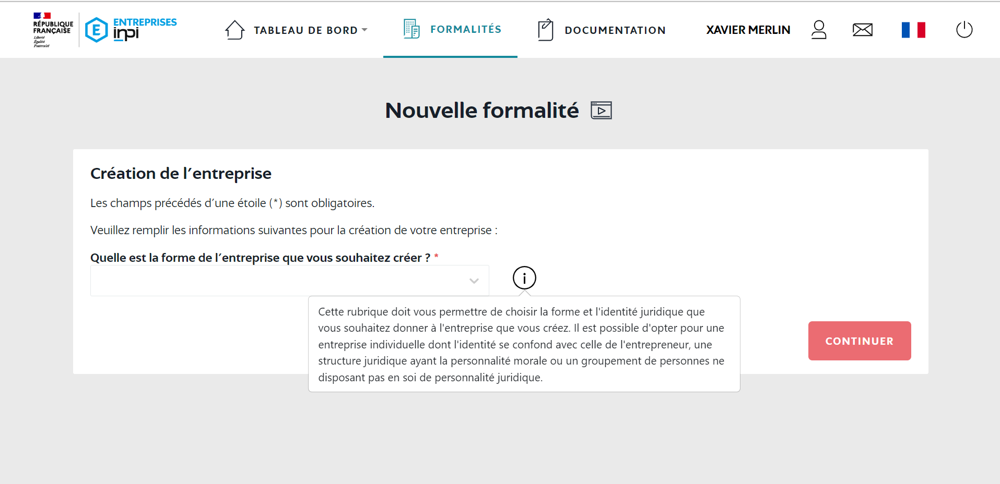 RÉPUBLIQUE
FRANÇAISE
Liberté
Égalité
Fraternité
E
ENTREPRISES
inpi
TABLEAU DE BORD
FORMALITÉS
DOCUMENTATION
XAVIER MERLIN
Nouvelle formalité
Création de l'entreprise
Les champs précédés d'une étoile (*) sont obligatoires.
Veuillez remplir les informations suivantes pour la création de votre entreprise :
Quelle est la forme de l'entreprise que vous souhaitez créer ? *
i
Cette rubrique doit vous permettre de choisir la forme et l'identité juridique que
vous souhaitez donner à l'entreprise que vous créez. Il est possible d'opter pour une
entreprise individuelle dont l'identité se confond avec celle de l'entrepreneur, une
structure juridique ayant la personnalité morale ou un groupement de personnes ne
disposant pas en soi de personnalité juridique.
CONTINUER